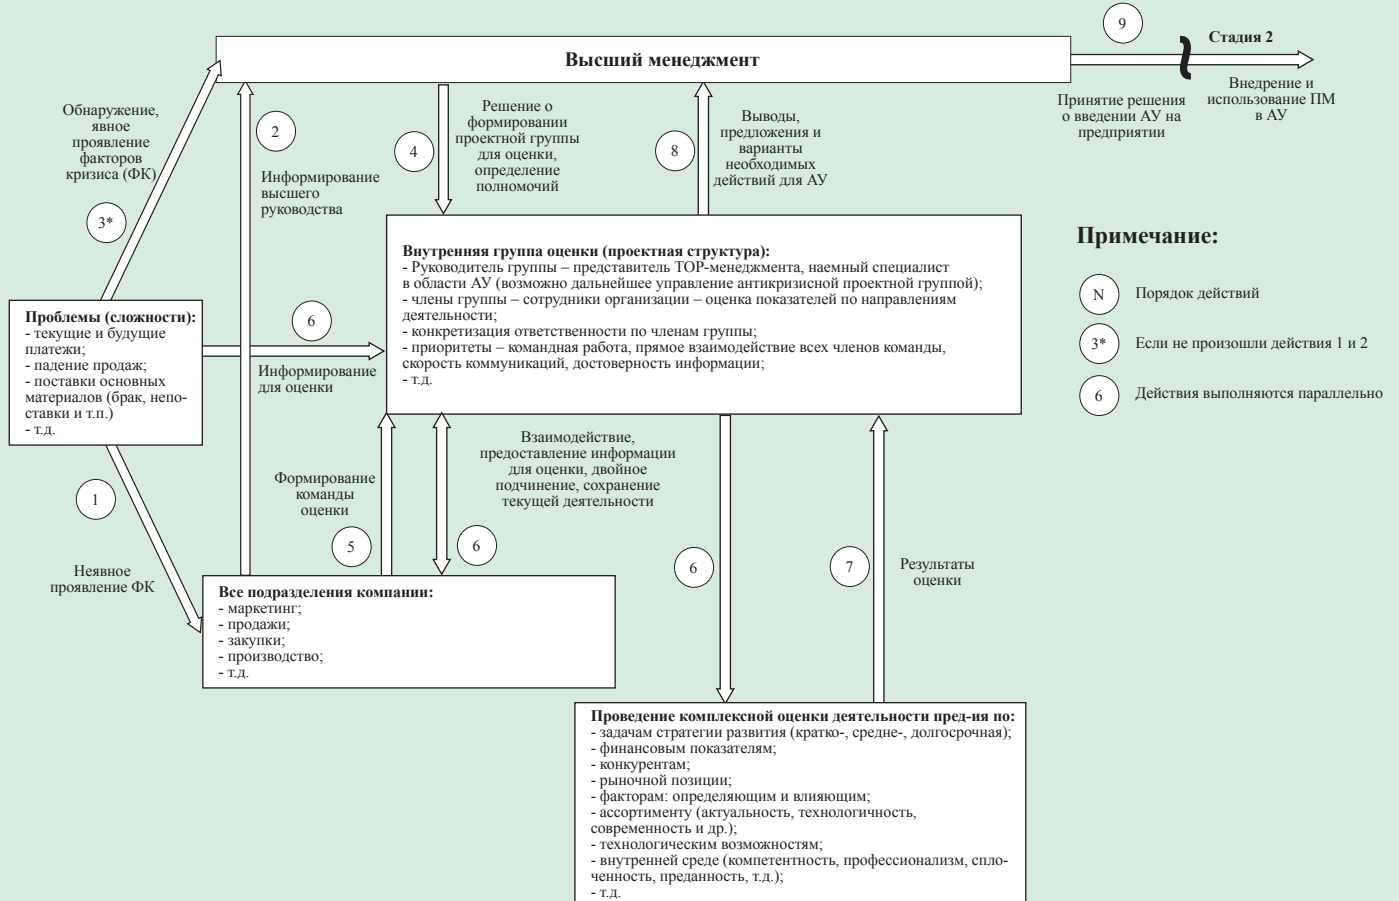 9
Стадия 2
Высший менеджмент
Принятие решения
о введении АУ на
предприятии
Внедрение и
использование ПМ
в АУ
Обнаружение,
явное
проявление
факторов
кризиса (ФК)
3*
2
Информирование
высшего
руководства
4
Решение о
формировании
проектной группы
для оценки,
определение
полномочий
8
Выводы,
предложения и
варианты
необходимых
действий для АУ
Внутренняя группа оценки (проектная структура):
- Руководитель группы – представитель ТОР-менеджмента, наемный специалист
в области АУ (возможно дальнейшее управление антикризисной проектной группой);
- члены группы – сотрудники организации – оценка показателей по направлениям
деятельности;
- конкретизация ответственности по членам группы;
- приоритеты – командная работа, прямое взаимодействие всех членов команды,
скорость коммуникаций, достоверность информации;
- т.д.
Примечание:
N Порядок действий
3* Если не произошли действия 1 и 2
6 Действия выполняются параллельно
Проблемы (сложности):
- текущие и будущие
платежи;
- падение продаж;
- поставки основных
материалов (брак, непо-
ставки и т.п.)
- т.д.
6
Информирование
для оценки
1
Неявное
проявление ФК
Формирование
команды
оценки
5
6
Взаимодействие,
предоставление информации
для оценки, двойное
подчинение, сохранение
текущей деятельности
6
7
Результаты
оценки
Все подразделения компании:
- маркетинг;
- продажи;
- закупки;
- производство;
- т.д.
Проведение комплексной оценки деятельности пред-ия по:
- задачам стратегии развития (кратко-, средне-, долгосрочная);
- финансовым показателям;
- конкурентам;
- рыночной позиции;
- факторам: определяющим и влияющим;
- ассортименту (актуальность, технологичность,
современность и др.);
- технологическим возможностям;
- внутренней среде (компетентность, профессионализм, спло-
ченность, преданность, т.д.);
- т.д.